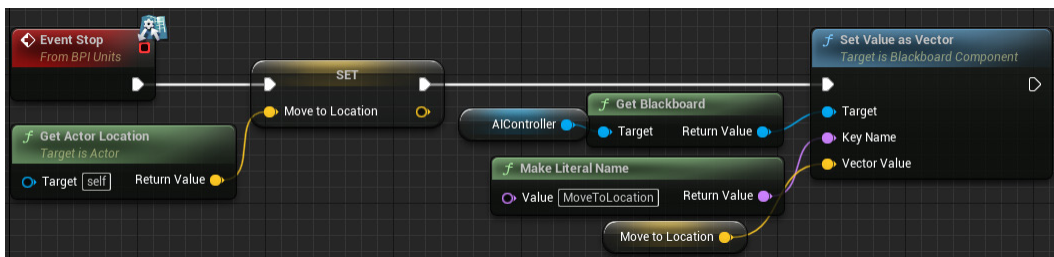 Event Stop
From BPI Units
SET
Move to Location
Get Actor Location
Target is Actor
Target self Return Value
AIController
Get Blackboard
Target Return Value
Make Literal Name
Value MoveToLocation Return Value
Move to Location
Set Value as Vector
Target is Blackboard Component
Target
Key Name
Vector Value